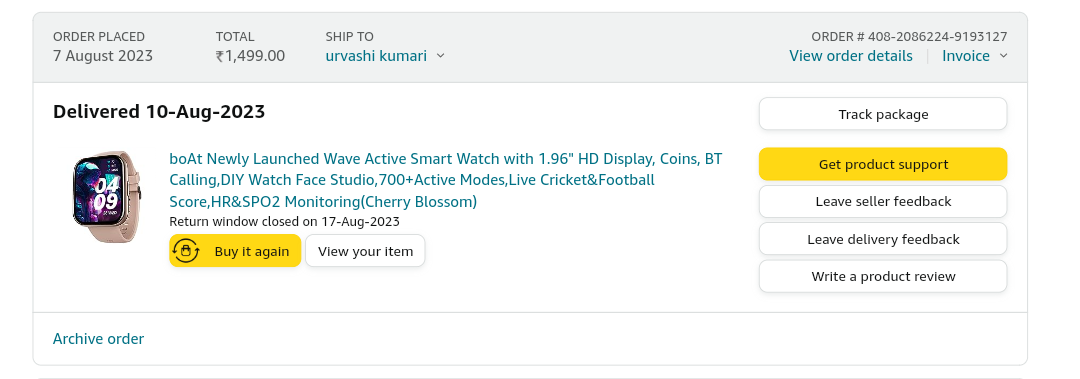 ORDER PLACED
7 August 2023
TOTAL
₹1,499.00
SHIP TO
urvashi kumari
ORDER # 408-2086224-9193127
View order details
Invoice
Delivered 10-Aug-2023
boAt Newly Launched Wave Active Smart Watch with 1.96" HD Display, Coins, BT
Calling,DIY Watch Face Studio,700+Active Modes,Live Cricket&Football
Score,HR&SPO2 Monitoring(Cherry Blossom)
Return window closed on 17-Aug-2023
Buy it again
View your item
Track package
Get product support
Leave seller feedback
Leave delivery feedback
Write a product review
Archive order
04
09